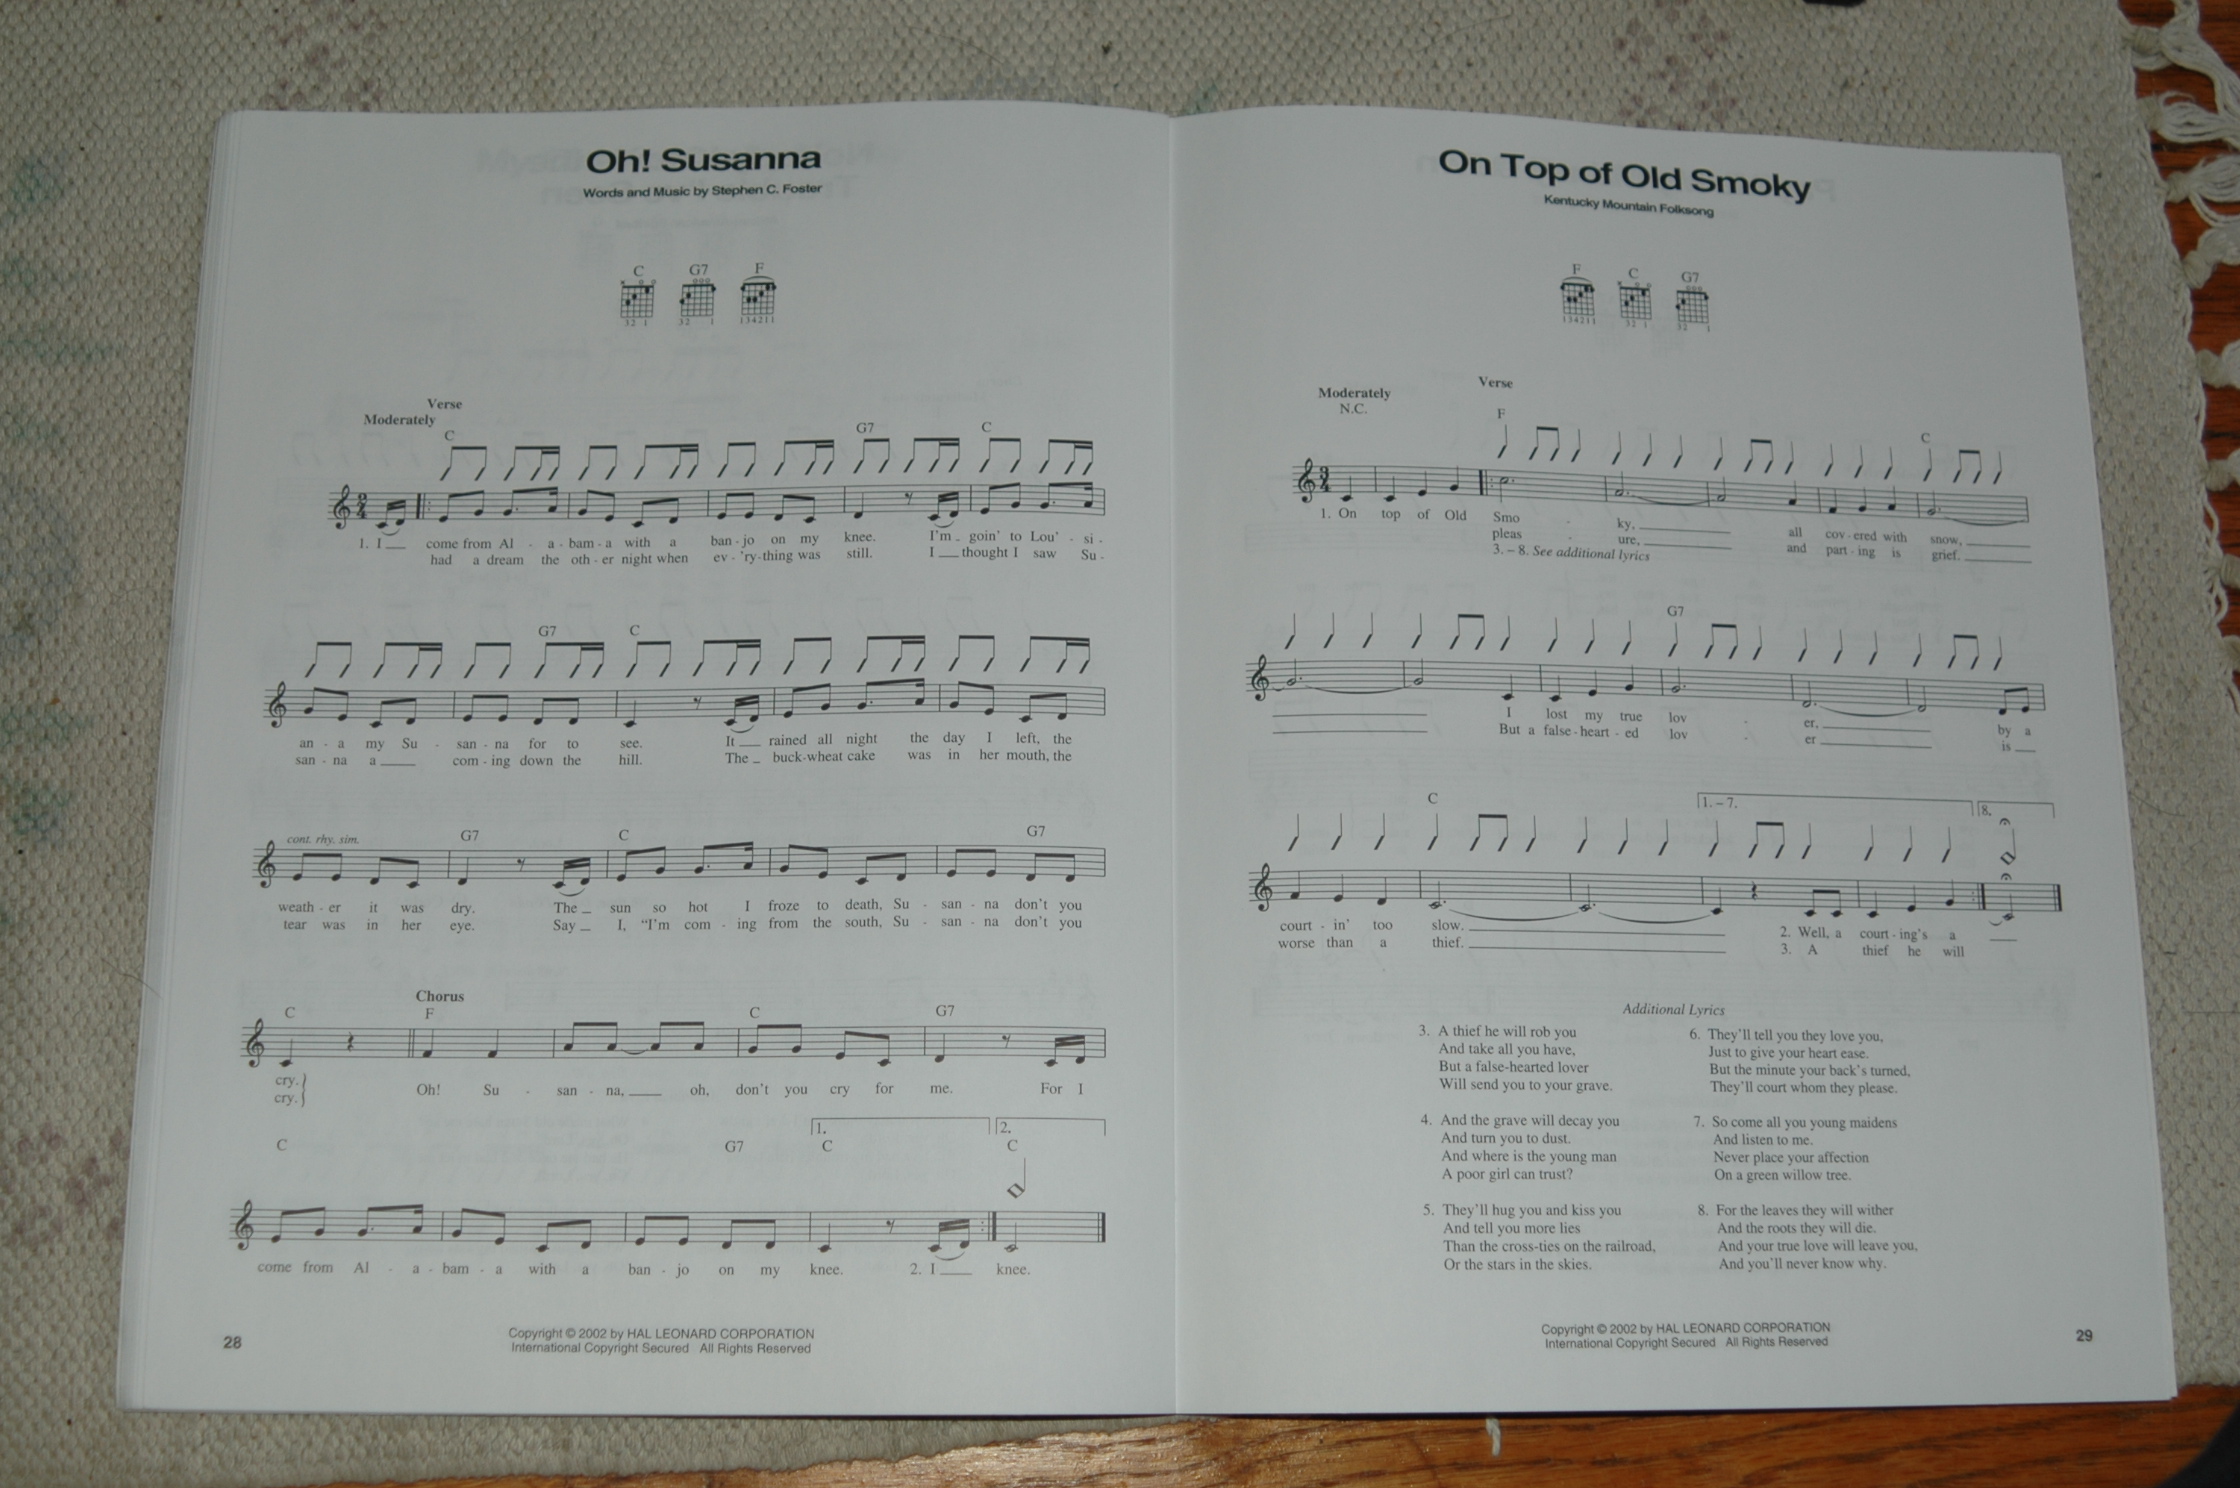 Oh! Susanna
Words and Music by Stephen C. Foster
C G7 F
32 1 32 1 134211
Verse
Moderately
C G7 C
1. I come from Al - a - bam - a with a ban - jo on my knee. I'm goin' to Lou' - si -
had a dream the oth - er night when ev - 'ry - thing was still. I thought I saw Su -
G7 C
an - a my Su - san - na for to see. It rained all night the day I left, the
san - na a com - ing down the hill. The buck - wheat cake was in her mouth, the
cont. rhy. sim. G7 C G7
weath - er it was dry. The sun so hot I froze to death, Su - san - na don't you
tear was in her eye. Say I, "I'm com - ing from the south, Su - san - na don't you
Chorus
C F C G7
cry. Oh! Su - san - na, oh, don't you cry for me. For I
cry.
1. 2.
C G7 C C
come from Al - a - bam - a with a ban - jo on my knee. 2. I knee.
Copyright © 2002 by HAL LEONARD CORPORATION
International Copyright Secured All Rights Reserved
28
On Top of Old Smoky
Kentucky Mountain Folksong
F C G7
134211 32 1 32 1
Verse
Moderately
N.C. F C
1. On top of Old Smo - ky, all cov - ered with snow,
pleas - ure, and part - ing is grief.
3. – 8. See additional lyrics
G7
I lost my true lov - er, by a
But a false - heart - ed lov - er is
C 1. – 7. 8.
court - in' too slow. 2. Well, a court - ing's a
worse than a thief. 3. A thief he will
Additional Lyrics
3. A thief he will rob you
And take all you have,
But a false-hearted lover
Will send you to your grave.
4. And the grave will decay you
And turn you to dust.
And where is the young man
A poor girl can trust?
5. They'll hug you and kiss you
And tell you more lies
Than the cross-ties on the railroad,
Or the stars in the skies.
6. They'll tell you they love you,
Just to give your heart ease.
But the minute your back's turned,
They'll court whom they please.
7. So come all you young maidens
And listen to me.
Never place your affection
On a green willow tree.
8. For the leaves they will wither
And the roots they will die.
And your true love will leave you,
And you'll never know why.
Copyright © 2002 by HAL LEONARD CORPORATION
International Copyright Secured All Rights Reserved
29